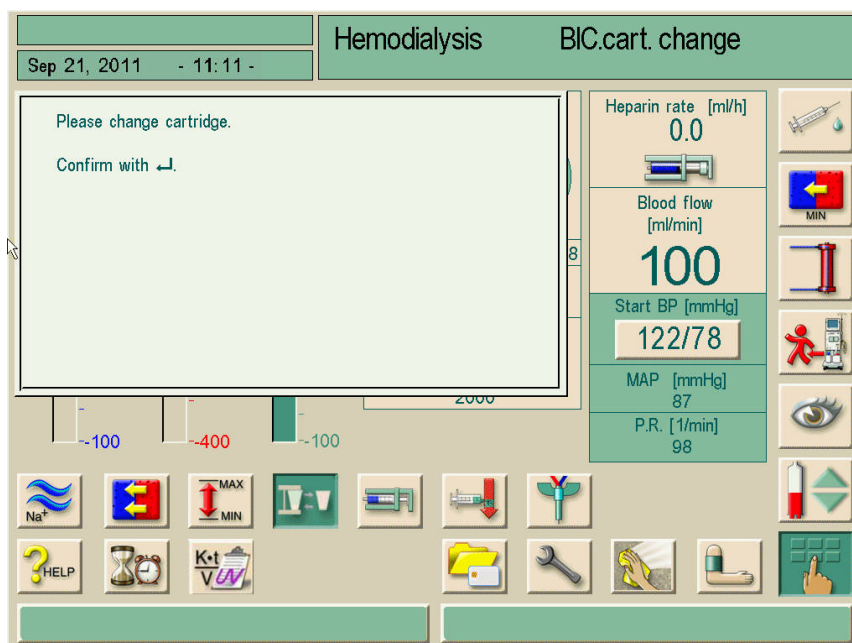 Hemodialysis BIC.cart. change
Sep 21, 2011 - 11:11 -
Please change cartridge.
Confirm with ↵.
8
2000
-100
-400
-100
Heparin rate [ml/h]
0.0
Blood flow
[ml/min]
100
Start BP [mmHg]
122/78
MAP [mmHg]
87
P.R. [1/min]
98
MIN
Na+
MAX
MIN
?HELP
K•t
V UV